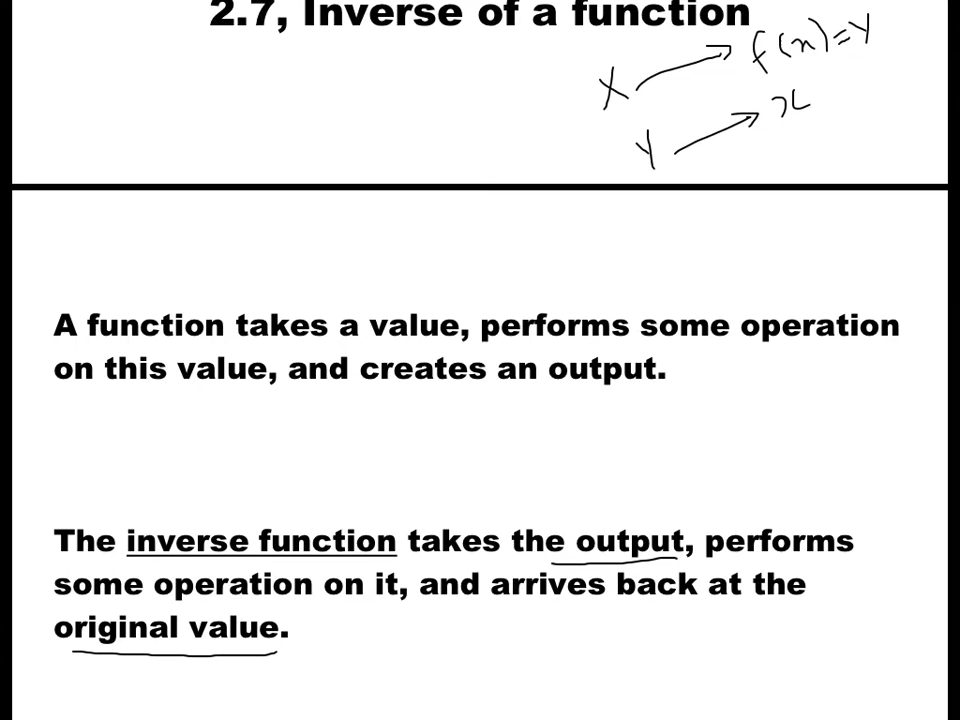 2.7, Inverse of a function
X → f(x)=Y
Y → x
A function takes a value, performs some operation
on this value, and creates an output.
The inverse function takes the output, performs
some operation on it, and arrives back at the
original value.